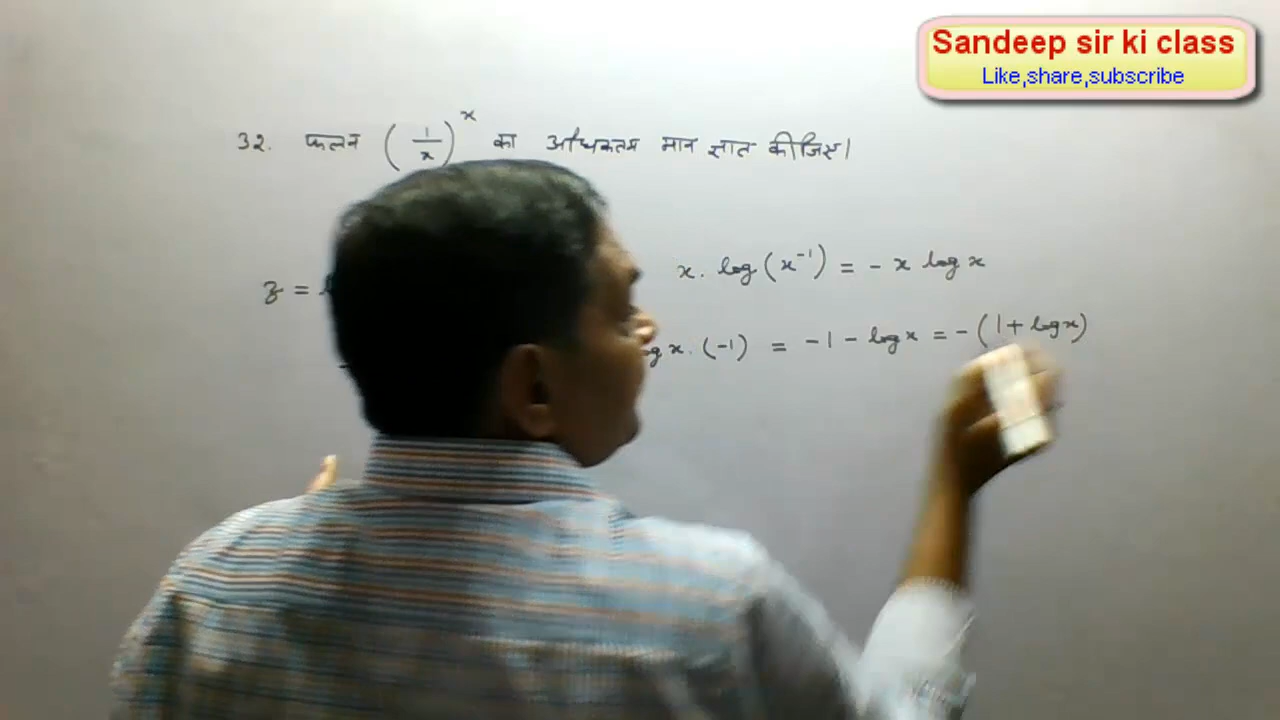 Sandeep sir ki class
Like,share,subscribe
32. फलन (1/x)^x का अधिकतम मान ज्ञात कीजिए।
x. log(x⁻¹) = - x log x
z =
log x. (-1) = -1 - log x = -(1 + log x)